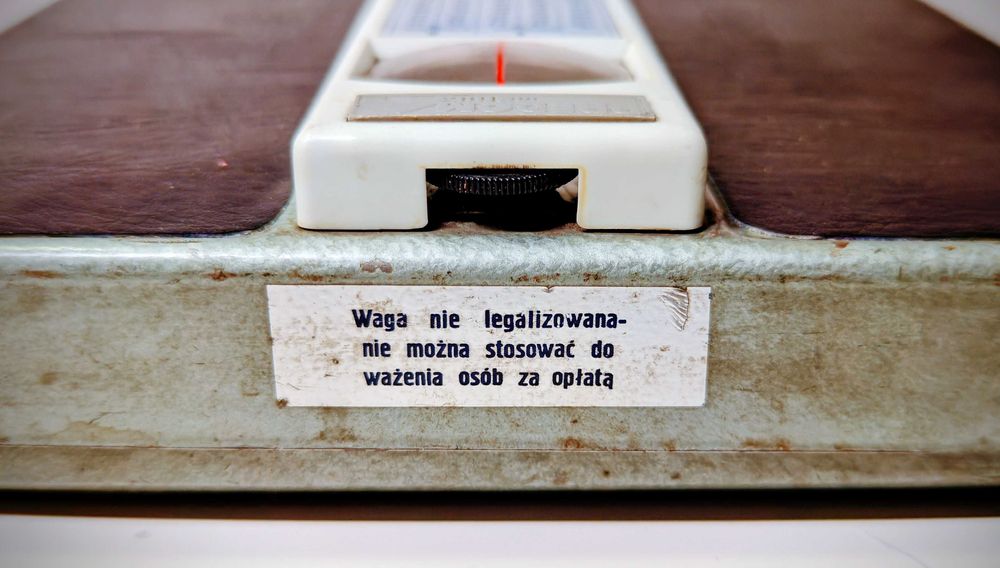 Waga nie legalizowana-
nie można stosować do
ważenia osób za opłatą